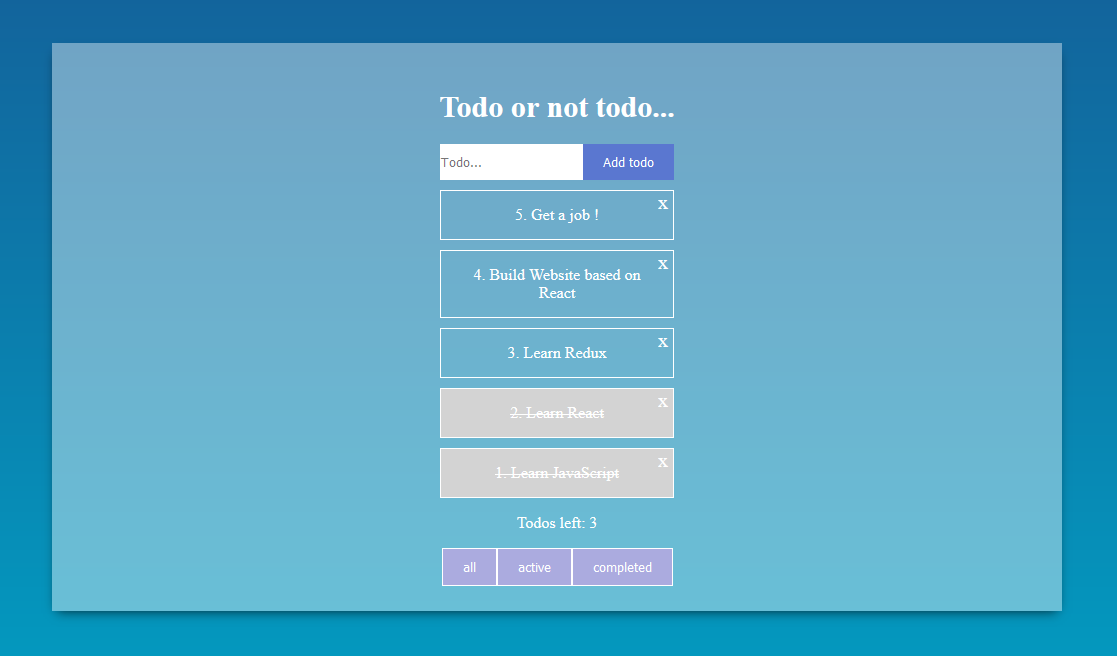 Todo or not todo...
Todo...
Add todo
x
5. Get a job !
x
4. Build Website based on
React
x
3. Learn Redux
x
2. Learn React
x
1. Learn JavaScript
Todos left: 3
all
active
completed